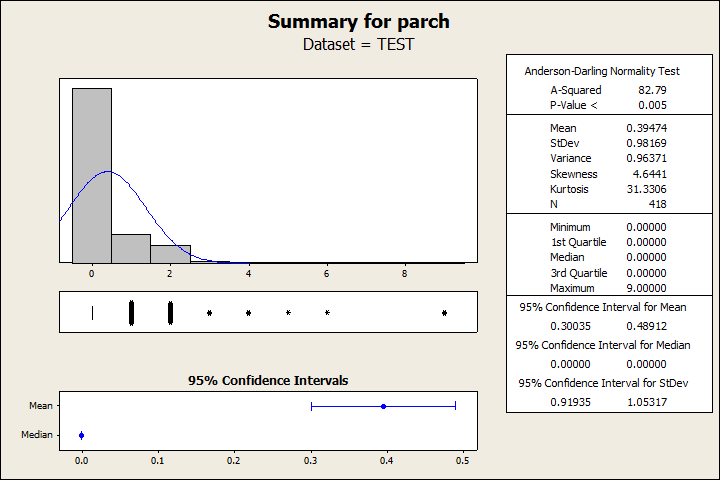 Summary for parch
Dataset = TEST
0 2 4 6 8
95% Confidence Intervals
Mean
Median
0.0 0.1 0.2 0.3 0.4 0.5
Anderson-Darling Normality Test
A-Squared 82.79
P-Value < 0.005
Mean 0.39474
StDev 0.98169
Variance 0.96371
Skewness 4.6441
Kurtosis 31.3306
N 418
Minimum 0.00000
1st Quartile 0.00000
Median 0.00000
3rd Quartile 0.00000
Maximum 9.00000
95% Confidence Interval for Mean
0.30035 0.48912
95% Confidence Interval for Median
0.00000 0.00000
95% Confidence Interval for StDev
0.91935 1.05317